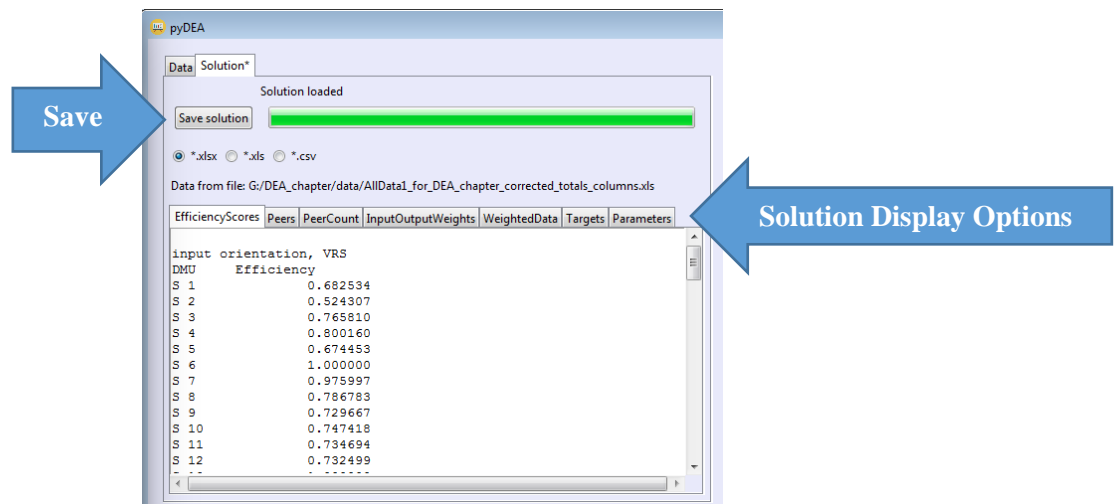 pyDEA
Data Solution*
Solution loaded
Save
Save solution
*.xlsx *.xls *.csv
Data from file: G:/DEA_chapter/data/AllData1_for_DEA_chapter_corrected_totals_columns.xls
EfficiencyScores Peers PeerCount InputOutputWeights WeightedData Targets Parameters
Solution Display Options
input orientation, VRS
DMU Efficiency
S 1 0.682534
S 2 0.524307
S 3 0.765810
S 4 0.800160
S 5 0.674453
S 6 1.000000
S 7 0.975997
S 8 0.786783
S 9 0.729667
S 10 0.747418
S 11 0.734694
S 12 0.732499